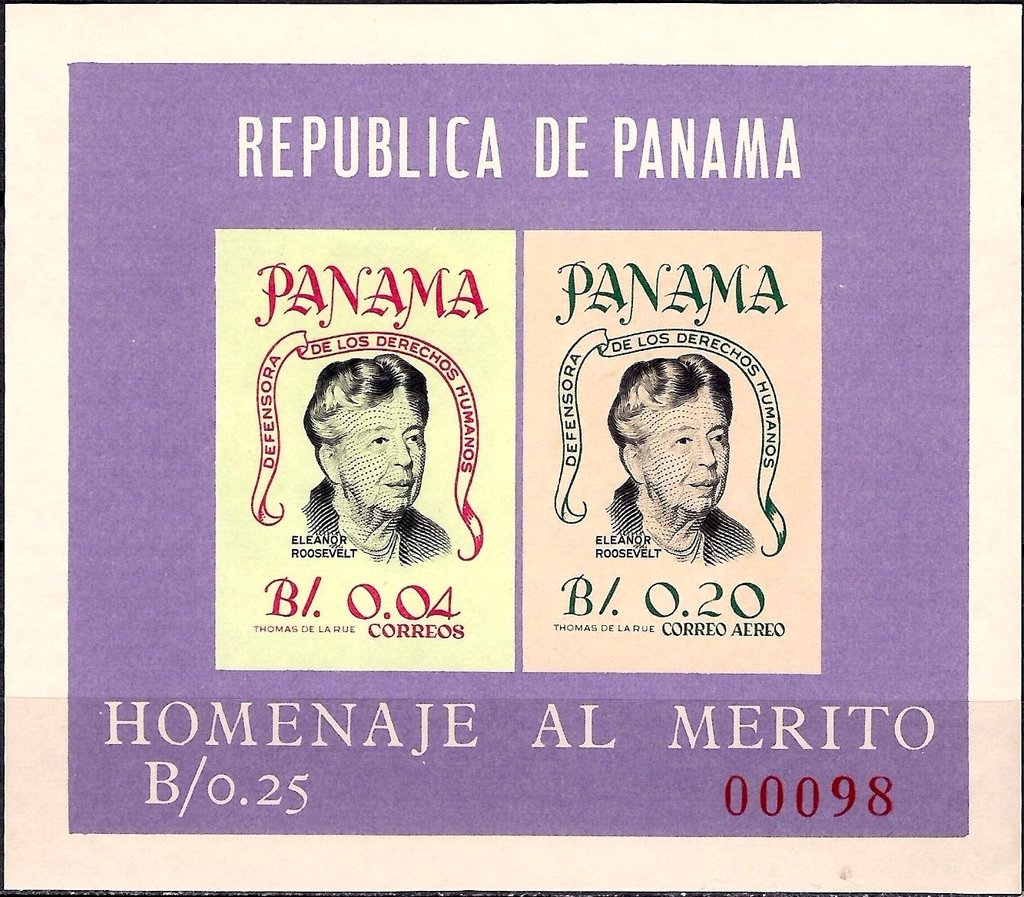 REPUBLICA DE PANAMA
PANAMA
DEFENSORA DE LOS DERECHOS HUMANOS
ELEANOR
ROOSEVELT
B/. 0.04
THOMAS DE LA RUE CORREOS
PANAMA
DEFENSORA DE LOS DERECHOS HUMANOS
ELEANOR
ROOSEVELT
B/. 0.20
THOMAS DE LA RUE CORREO AEREO
HOMENAJE AL MERITO
B/0.25
00098